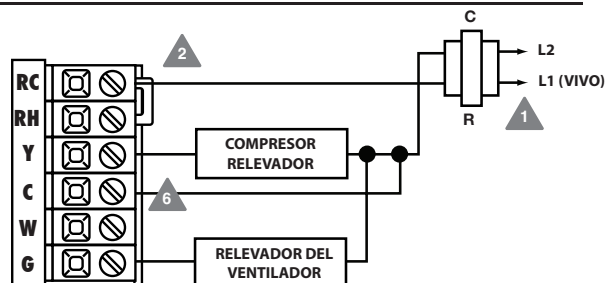 C
L2
2
RC
L1 (VIVO)
RH
R
1
COMPRESOR
RELEVADOR
Y
C
6
W
G
RELEVADOR DEL
VENTILADOR